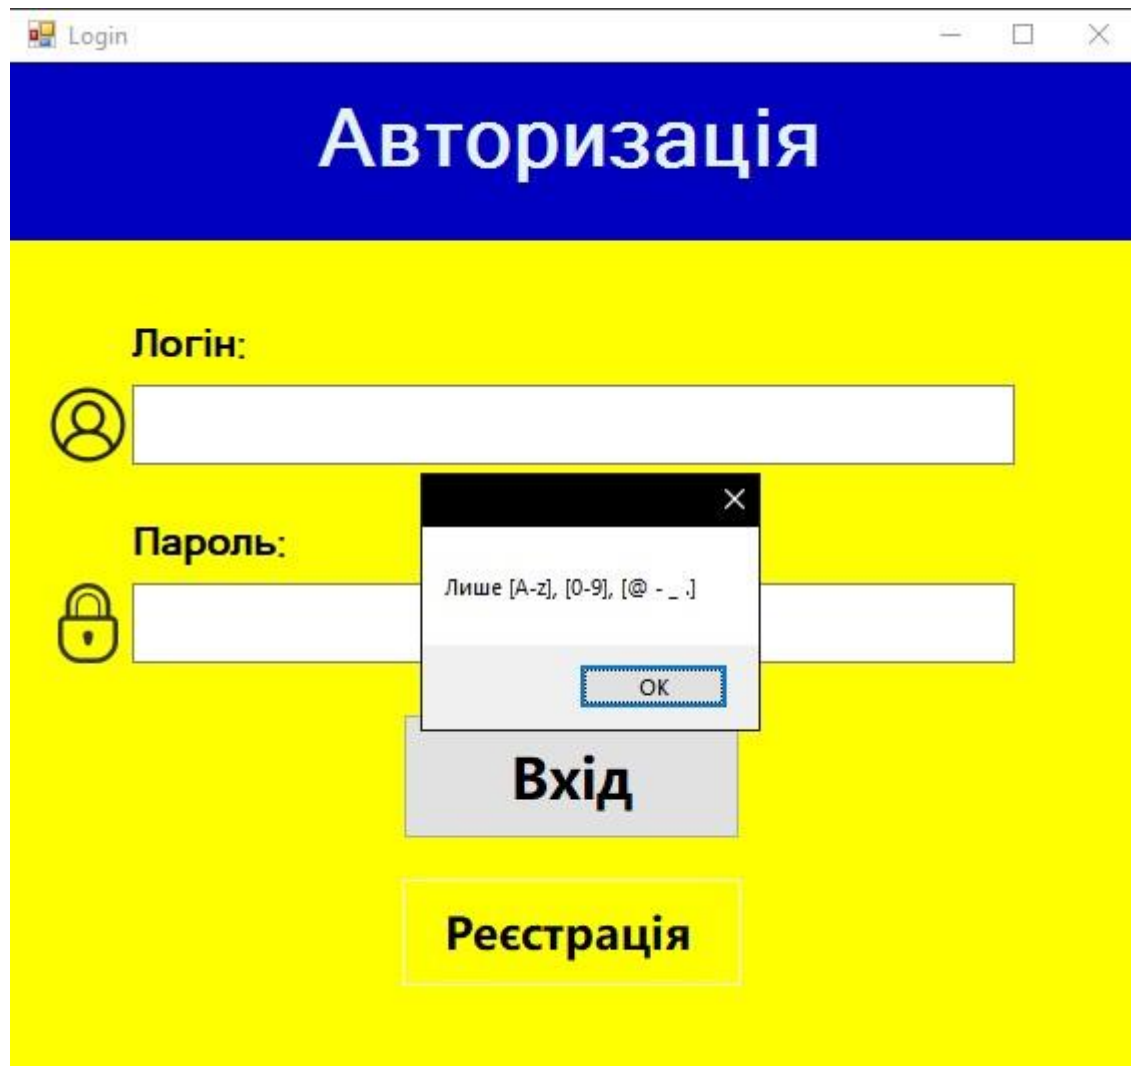 Login
Авторизація
Логін:
Пароль:
Лише [A-z], [0-9], [@ - _ .]
OK
Вхід
Реєстрація